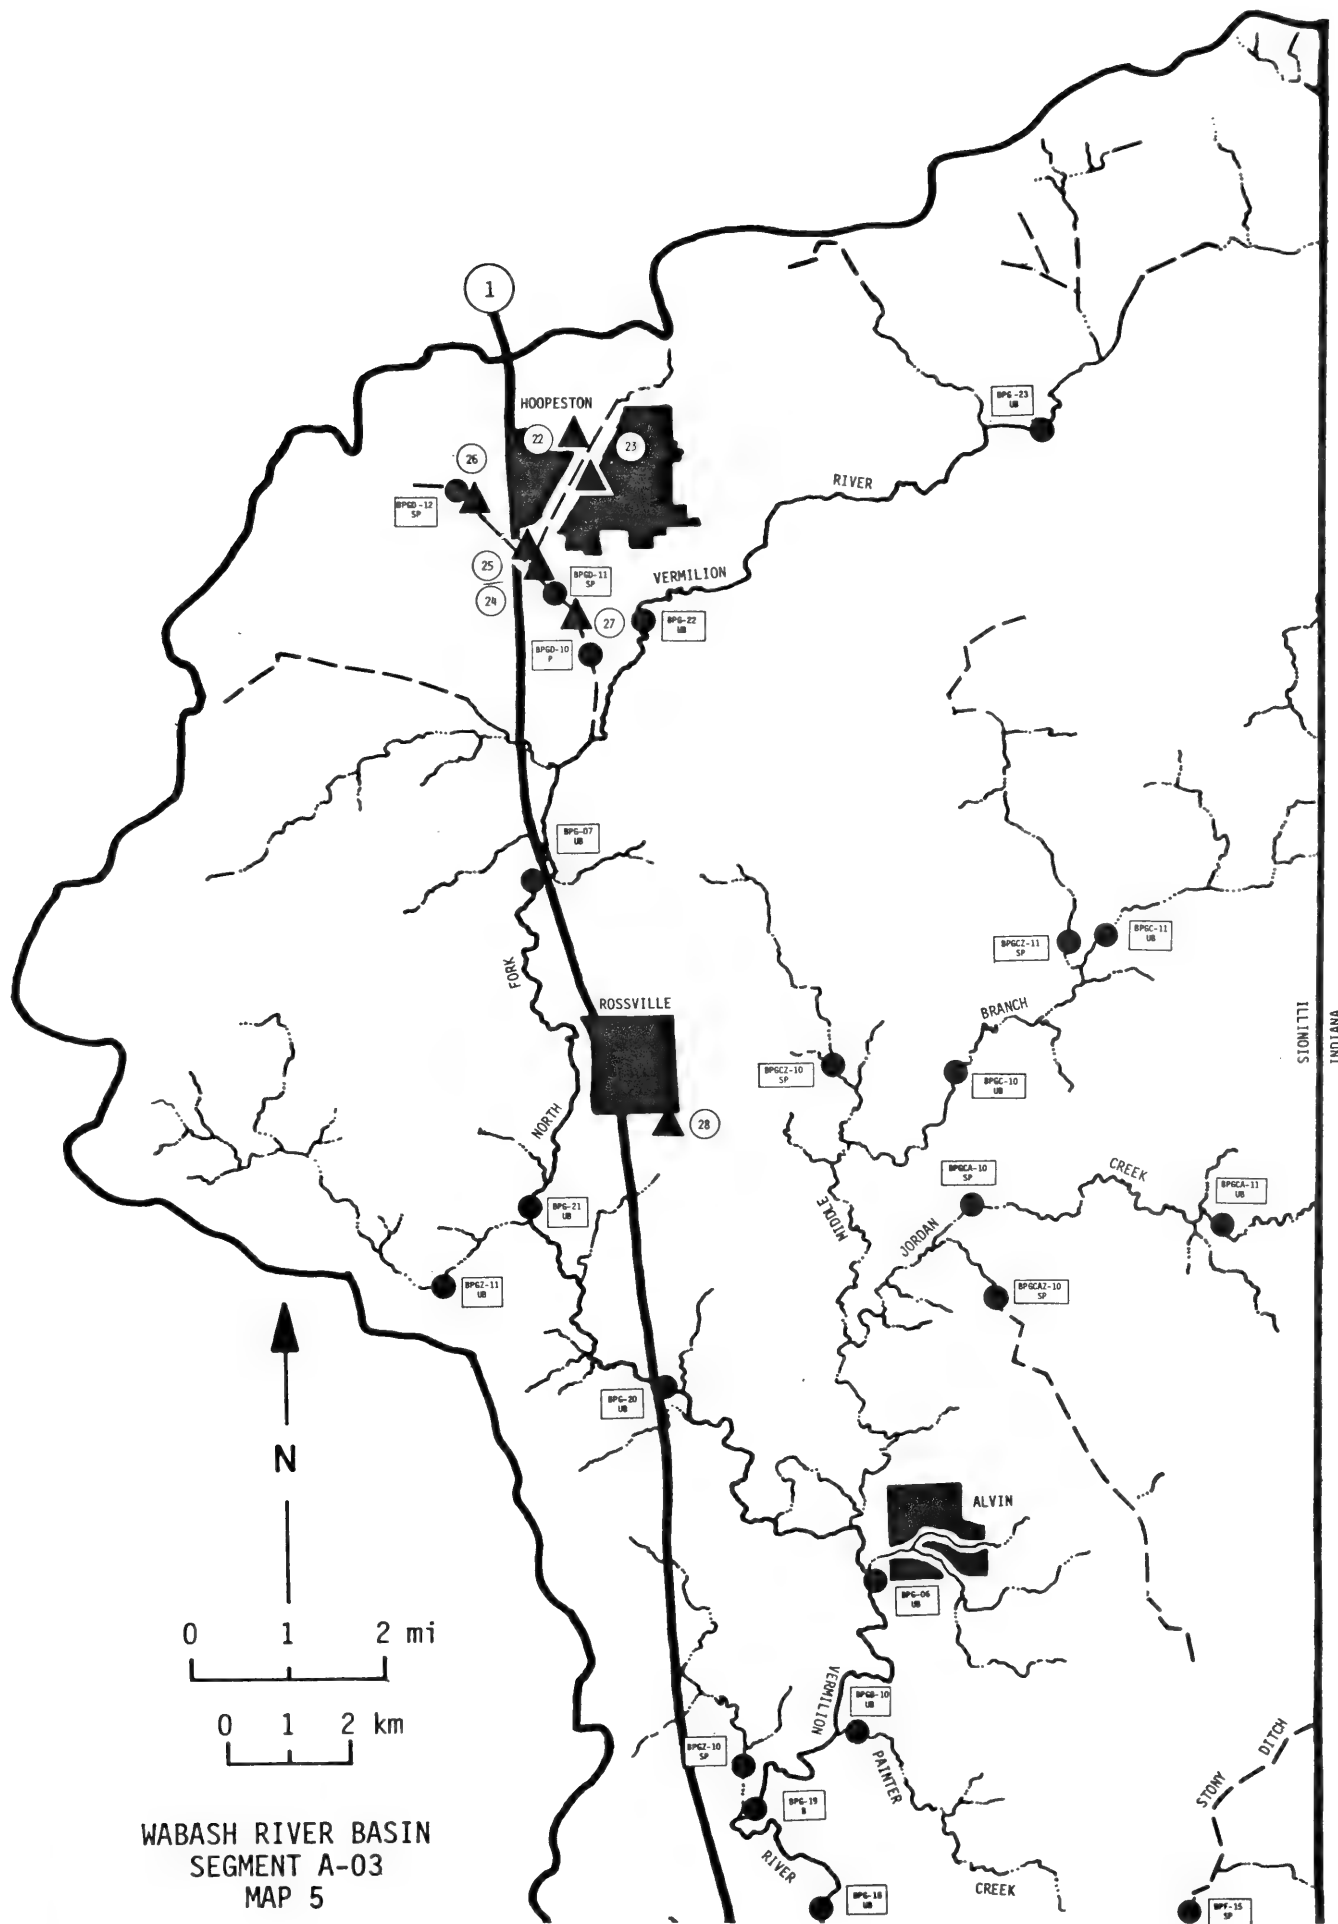 1
HOOPESTON
22
23
26
BPG-23
UB
RIVER
BPGD-12
SP
25
24
BPGD-11
SP
VERMILION
27
BPG-22
UB
BPGD-10
P
BPG-07
UB
FORK
BPGCZ-11
SP
BPGC-11
UB
ROSSVILLE
BRANCH
ILLINOIS
INDIANA
BPGCZ-10
SP
BPGC-10
UB
NORTH
28
MIDDLE
BPGCA-10
SP
CREEK
BPGCA-11
UB
BPG-21
UB
JORDAN
BPGZ-11
UB
BPGCAZ-10
SP
BPG-20
UB
N
ALVIN
BPG-06
UB
0 1 2 mi
0 1 2 km
VERMILION
BPGB-10
UB
BPGZ-10
SP
PAINTER
DITCH
STONY
BPG-19
B
RIVER
CREEK
BPG-18
UB
BPF-15
SP
WABASH RIVER BASIN
SEGMENT A-03
MAP 5